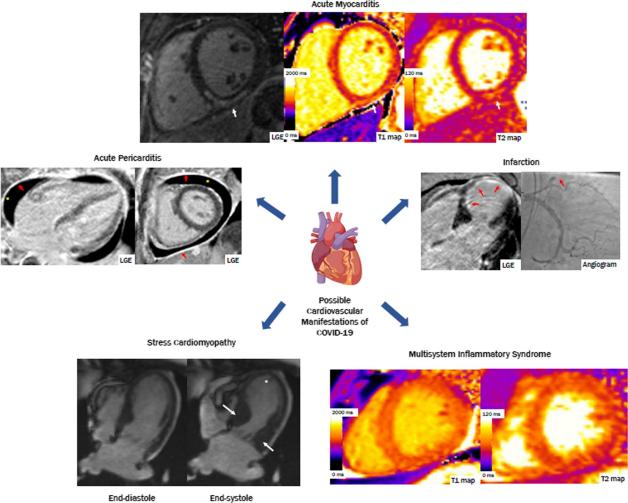 Acute Myocarditis
2000 ms
0 ms
120 ms
0 ms
LGE
T1 map
T2 map
Acute Pericarditis
Infarction
LGE
LGE
LGE
Angiogram
Possible
Cardiovascular
Manifestations of
COVID-19
Stress Cardiomyopathy
Multisystem Inflammatory Syndrome
2000 ms
0 ms
120 ms
0 ms
T1 map
T2 map
End-diastole
End-systole